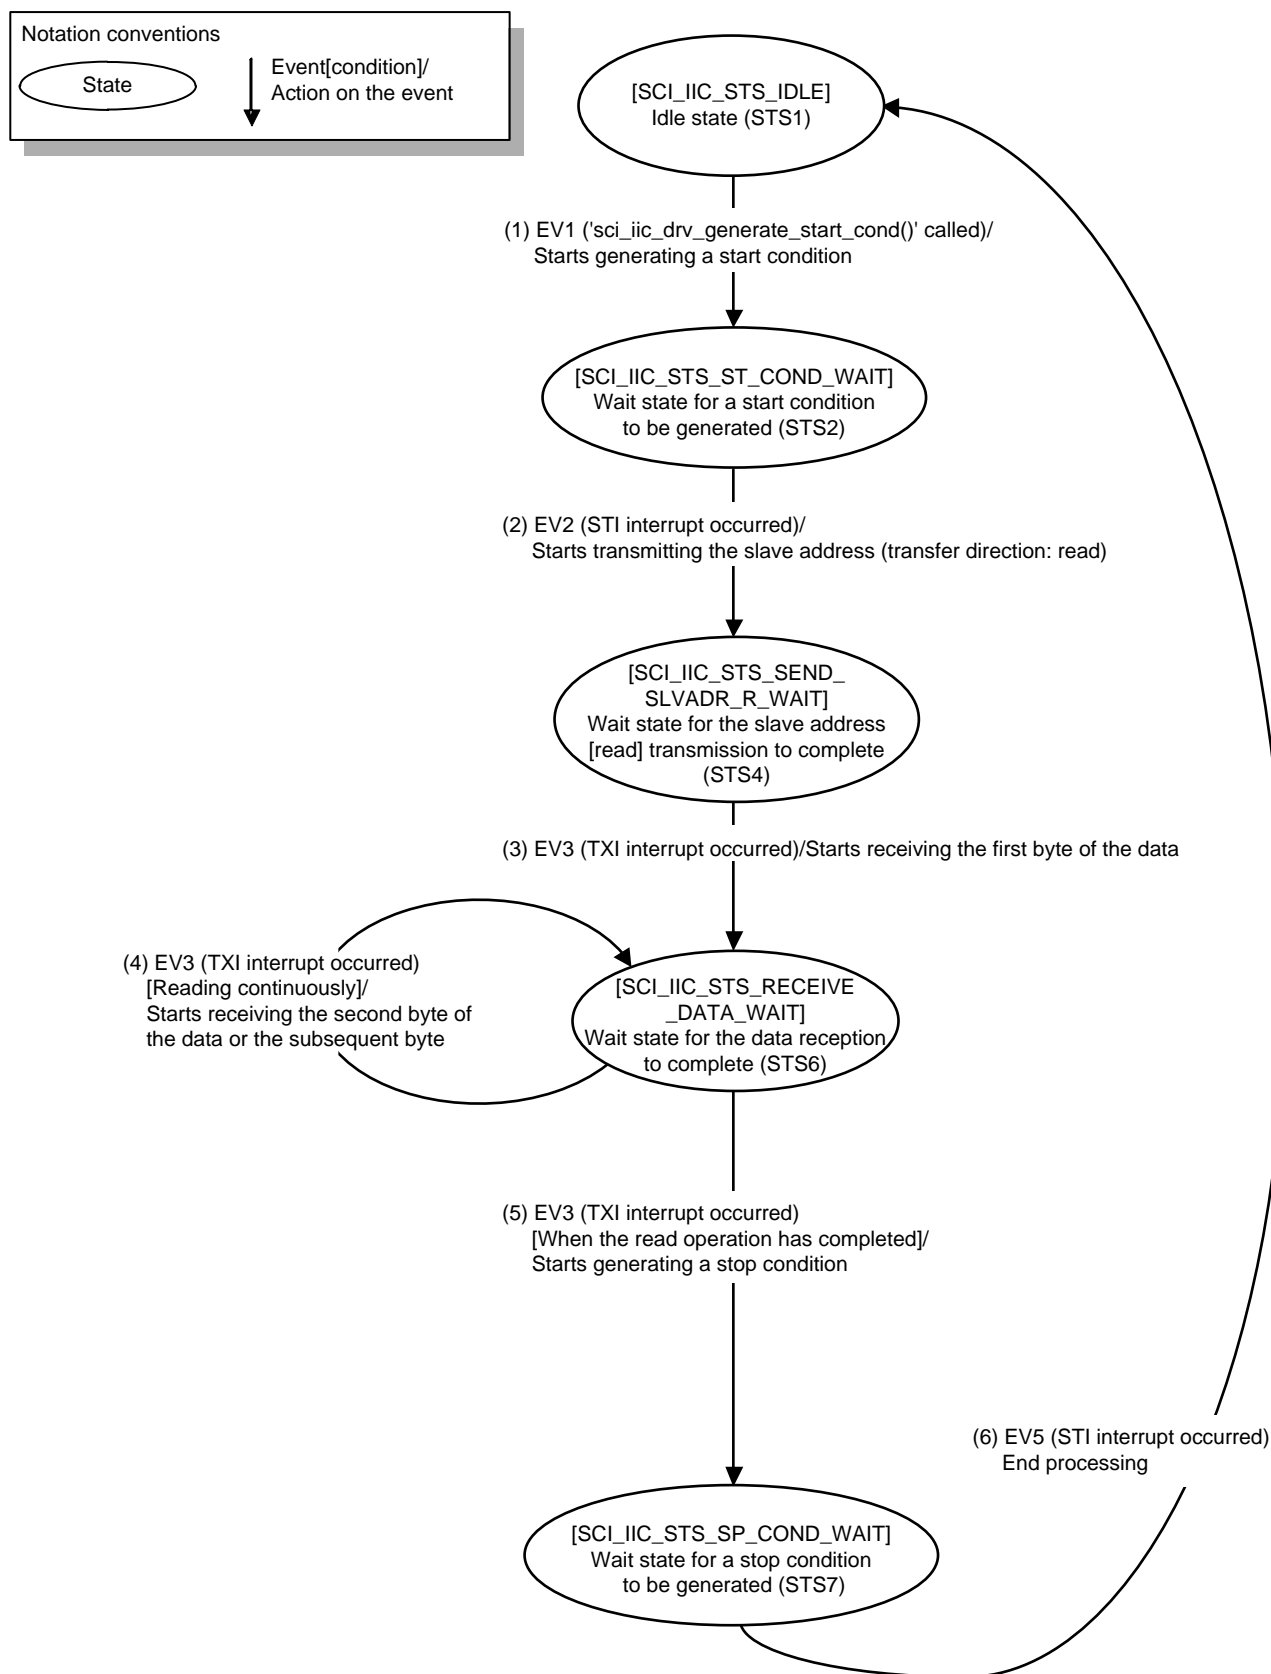 Notation conventions
State
Event[condition]/
Action on the event
[SCI_IIC_STS_IDLE]
Idle state (STS1)
(1) EV1 ('sci_iic_drv_generate_start_cond()' called)/
Starts generating a start condition
[SCI_IIC_STS_ST_COND_WAIT]
Wait state for a start condition
to be generated (STS2)
(2) EV2 (STI interrupt occurred)/
Starts transmitting the slave address (transfer direction: read)
[SCI_IIC_STS_SEND_
SLVADR_R_WAIT]
Wait state for the slave address
[read] transmission to complete
(STS4)
(3) EV3 (TXI interrupt occurred)/Starts receiving the first byte of the data
(4) EV3 (TXI interrupt occurred)
[Reading continuously]/
Starts receiving the second byte of
the data or the subsequent byte
[SCI_IIC_STS_RECEIVE
_DATA_WAIT]
Wait state for the data reception
to complete (STS6)
(5) EV3 (TXI interrupt occurred)
[When the read operation has completed]/
Starts generating a stop condition
(6) EV5 (STI interrupt occurred)
End processing
[SCI_IIC_STS_SP_COND_WAIT]
Wait state for a stop condition
to be generated (STS7)